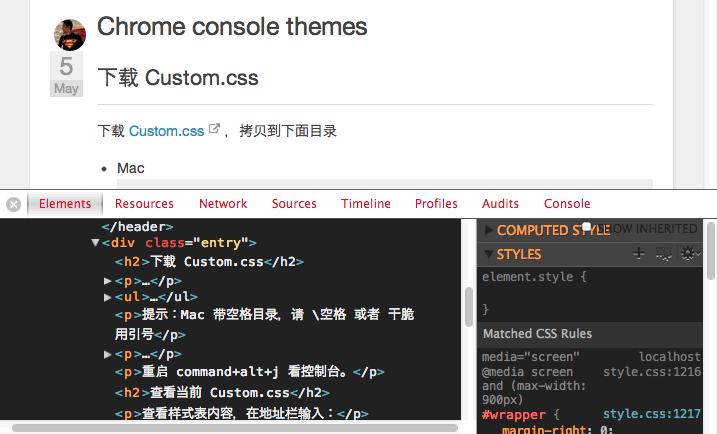 Chrome console themes
5
May
下载 Custom.css
下载 Custom.css ，拷贝到下面目录
Mac
Elements Resources Network Sources Timeline Profiles Audits Console
</header>
▼<div class="entry">
<h2>下载 Custom.css</h2>
▶<p>…</p>
▶<ul>…</ul>
<p>提示：Mac 带空格目录，请 \空格 或者 干脆
用引号</p>
▶<p>…</p>
<p>重启 command+alt+j 看控制台。</p>
<h2>查看当前 Custom.css</h2>
<p>查看样式表内容，在地址栏输入：</p>
▶ COMPUTED STYLE SHOW INHERITED
▼ STYLES
element.style {
}
Matched CSS Rules
media="screen" localhost
@media screen style.css:1216
and (max-width:
900px)
#wrapper { style.css:1217
margin-right: 0;